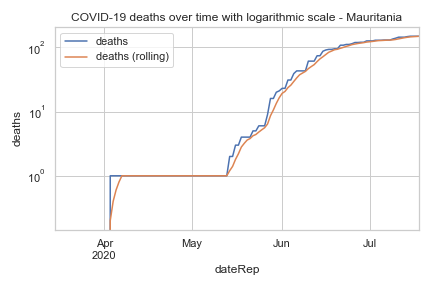 COVID-19 deaths over time with logarithmic scale - Mauritania
deaths
deaths (rolling)
10²
10¹
10⁰
deaths
Apr
2020
May
Jun
Jul
dateRep